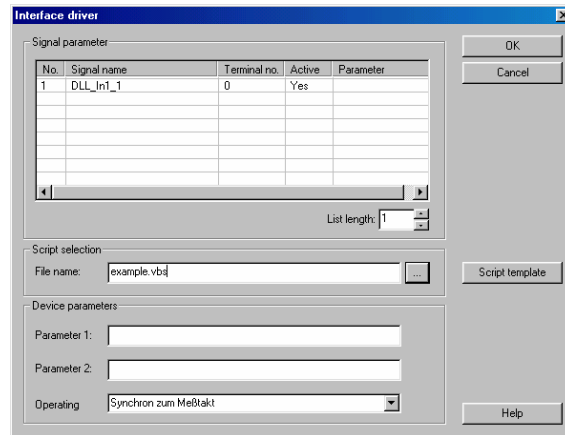 Interface driver
Signal parameter
No. Signal name Terminal no. Active Parameter
1 DLL_In1_1 0 Yes
List length: 1
OK
Cancel
Script selection
File name: example.vbs ...
Script template
Device parameters
Parameter 1:
Parameter 2:
Operating Synchron zum Meßtakt
Help